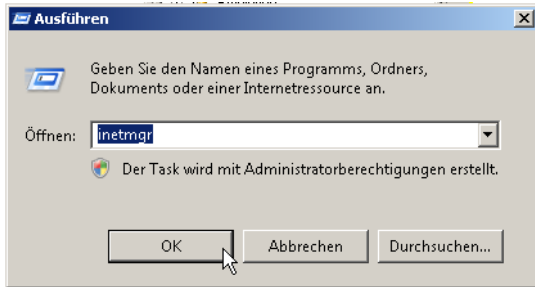 Ausführen
Geben Sie den Namen eines Programms, Ordners,
Dokuments oder einer Internetressource an.
Öffnen: inetmgr
Der Task wird mit Administratorberechtigungen erstellt.
OK Abbrechen Durchsuchen...